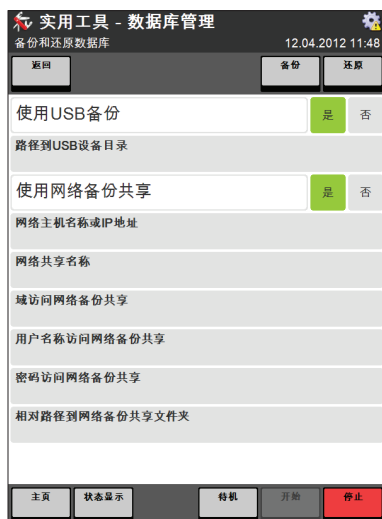 实用工具 - 数据库管理
备份和还原数据库
12.04.2012 11:48
返回
备份
还原
使用USB备份
是
否
路径到USB设备目录
使用网络备份共享
是
否
网络主机名称或IP地址
网络共享名称
域访问网络备份共享
用户名称访问网络备份共享
密码访问网络备份共享
相对路径到网络备份共享文件夹
主页
状态显示
待机
开始
停止